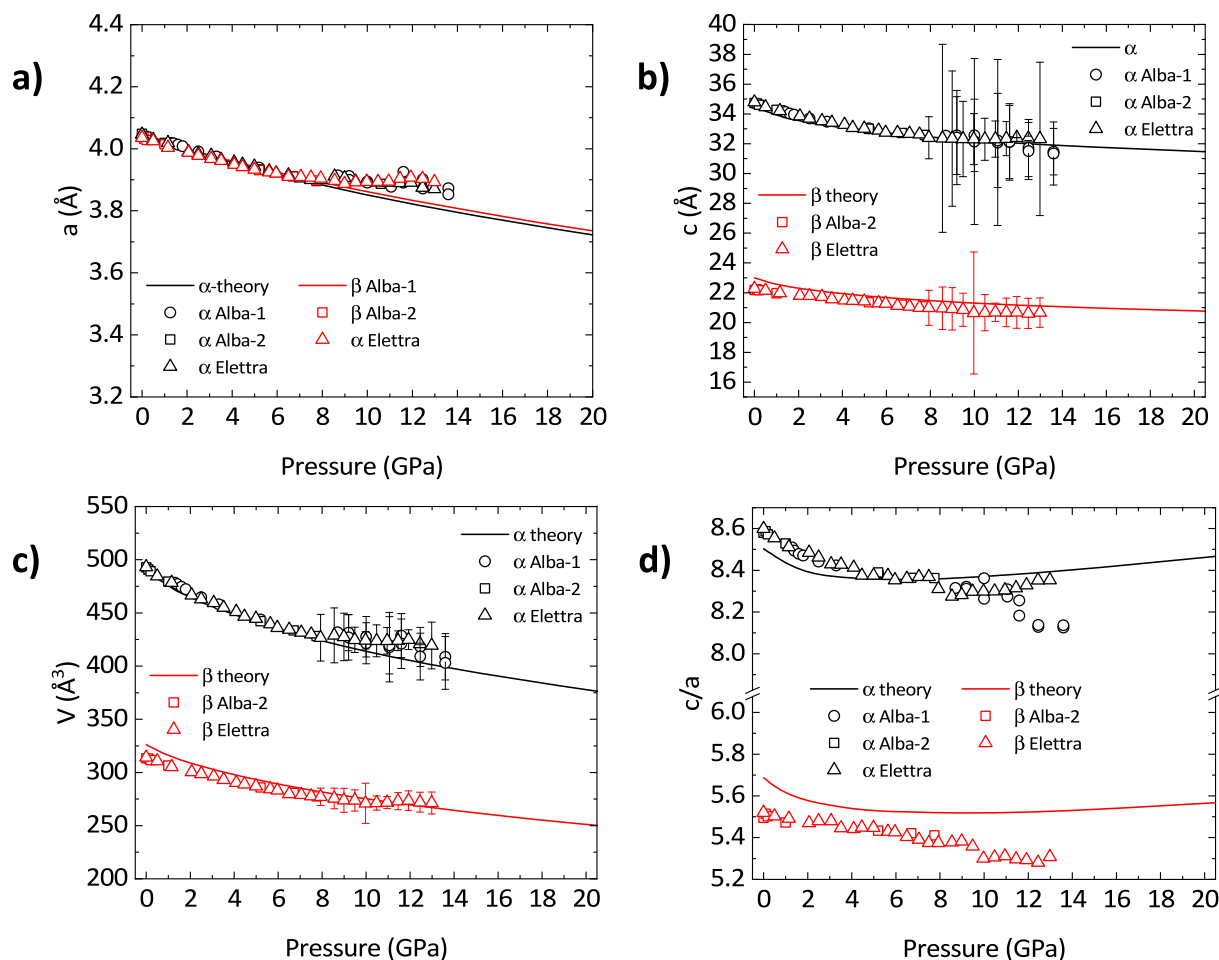 a)
4.4
4.2
4.0
3.8
3.6
3.4
3.2
a (Å)
α-theory
α Alba-1
α Alba-2
α Elettra
β Alba-1
β Alba-2
α Elettra
0 2 4 6 8 10 12 14 16 18 20
Pressure (GPa)
b)
40
38
36
34
32
30
28
26
24
22
20
18
16
c (Å)
α
α Alba-1
α Alba-2
α Elettra
β theory
β Alba-2
β Elettra
0 2 4 6 8 10 12 14 16 18 20
Pressure (GPa)
c)
550
500
450
400
350
300
250
200
V (Å³)
α theory
α Alba-1
α Alba-2
α Elettra
β theory
β Alba-2
β Elettra
0 2 4 6 8 10 12 14 16 18 20
Pressure (GPa)
d)
8.6
8.4
8.2
8.0
6.0
5.8
5.6
5.4
5.2
c/a
α theory
α Alba-1
α Alba-2
α Elettra
β theory
β Alba-2
β Elettra
0 2 4 6 8 10 12 14 16 18 20
Pressure (GPa)